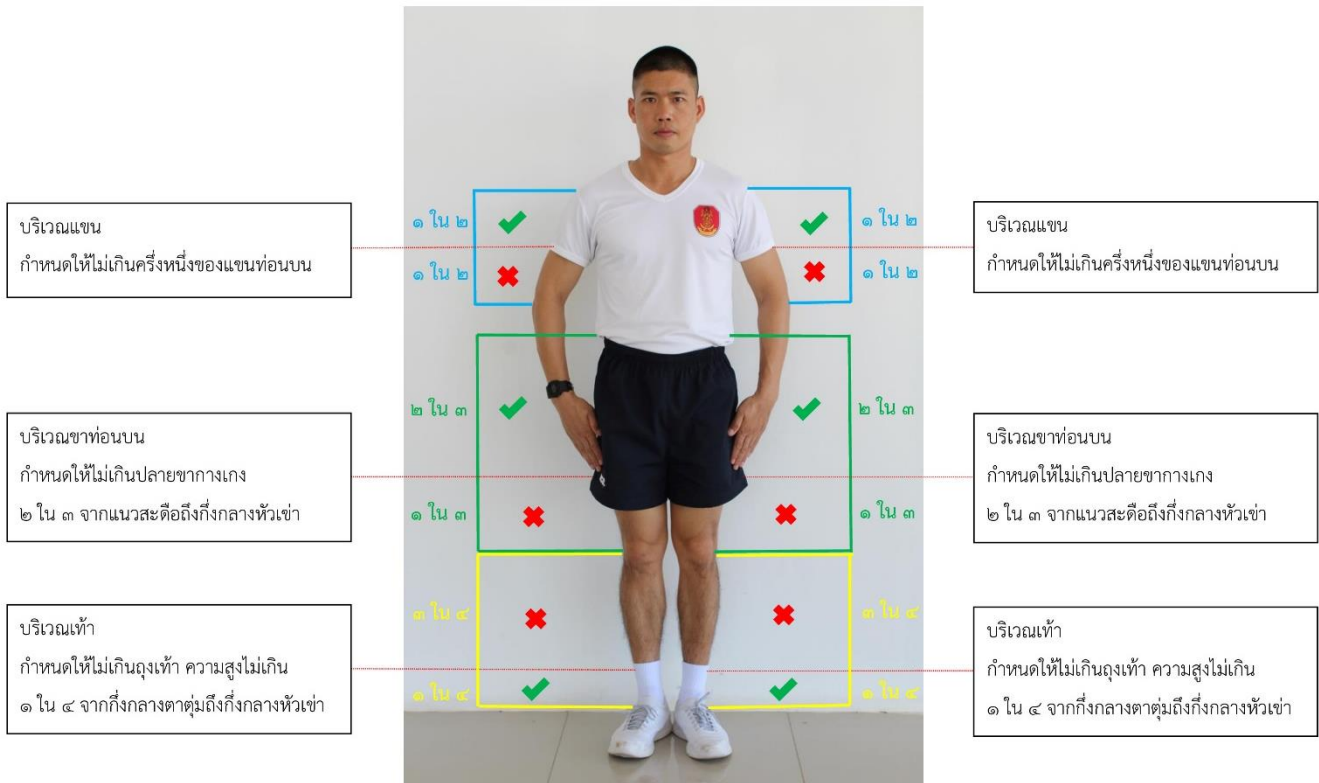 บริเวณแขน
กำหนดให้ไม่เกินครึ่งหนึ่งของแขนท่อนบน
บริเวณขาท่อนบน
กำหนดให้ไม่เกินปลายขากางเกง
๒ ใน ๓ จากแนวสะดือถึงกึ่งกลางหัวเข่า
บริเวณเท้า
กำหนดให้ไม่เกินถุงเท้า ความสูงไม่เกิน
๑ ใน ๔ จากกึ่งกลางตาตุ่มถึงกึ่งกลางหัวเข่า
๑ ใน ๒
๑ ใน ๒
๒ ใน ๓
๑ ใน ๓
๓ ใน ๔
๑ ใน ๔
๑ ใน ๒
๑ ใน ๒
๒ ใน ๓
๑ ใน ๓
๓ ใน ๔
๑ ใน ๔
บริเวณแขน
กำหนดให้ไม่เกินครึ่งหนึ่งของแขนท่อนบน
บริเวณขาท่อนบน
กำหนดให้ไม่เกินปลายขากางเกง
๒ ใน ๓ จากแนวสะดือถึงกึ่งกลางหัวเข่า
บริเวณเท้า
กำหนดให้ไม่เกินถุงเท้า ความสูงไม่เกิน
๑ ใน ๔ จากกึ่งกลางตาตุ่มถึงกึ่งกลางหัวเข่า